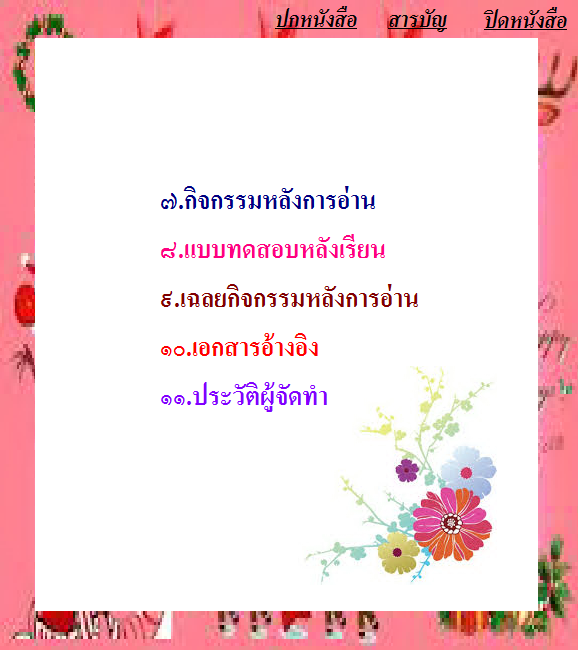 ปกหนังสือ สารบัญ ปิดหนังสือ
๗.กิจกรรมหลังการอ่าน
๘.แบบทดสอบหลังเรียน
๙.เฉลยกิจกรรมหลังการอ่าน
๑๐.เอกสารอ้างอิง
๑๑.ประวัติผู้จัดทำ